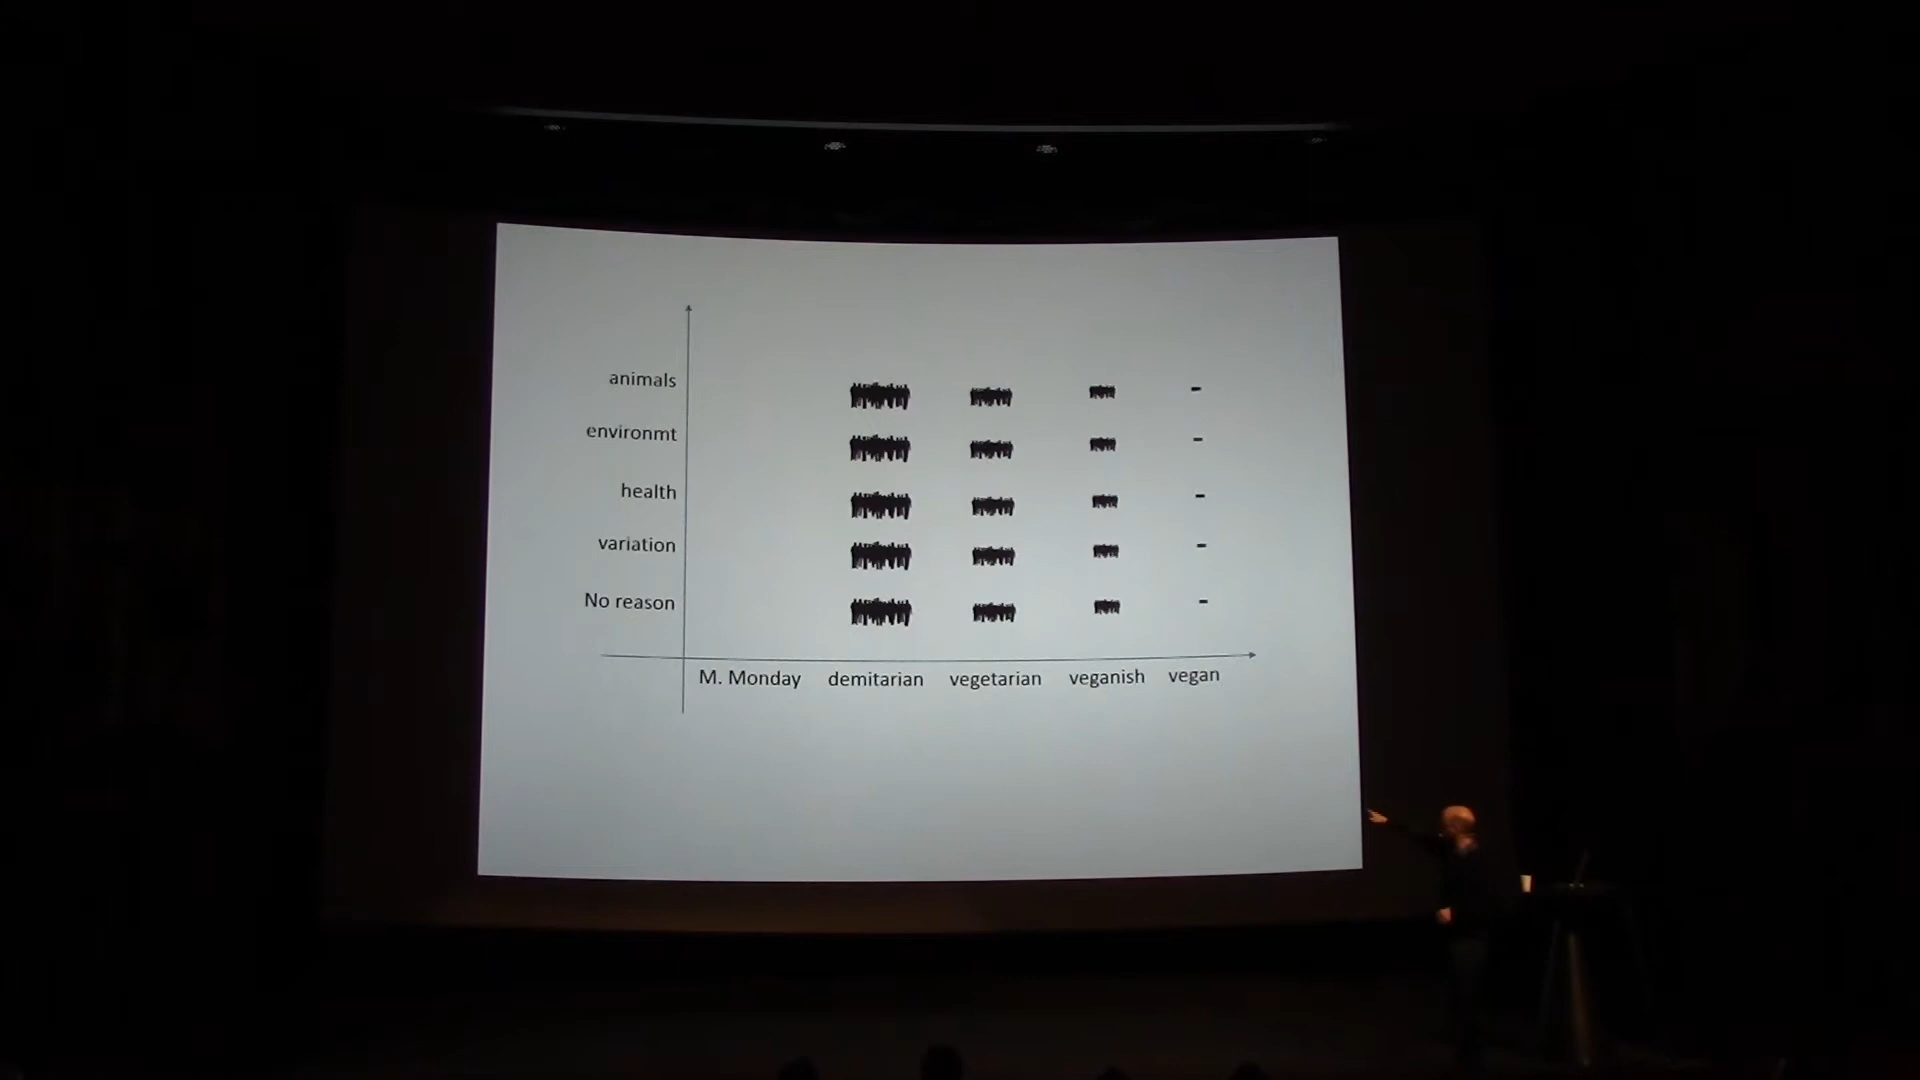 animals
environmt
health
variation
No reason
M. Monday demitarian vegetarian veganish vegan